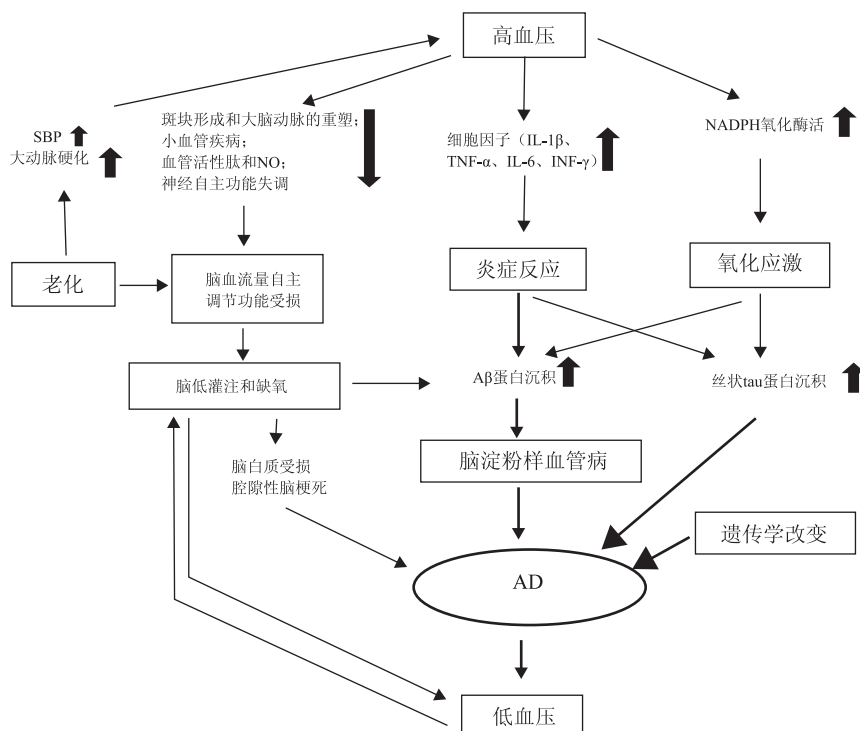 高血压
SBP
大动脉硬化
斑块形成和大脑动脉的重塑；
小血管疾病；
血管活性肽和NO；
神经自主功能失调
细胞因子（IL-1β、
TNF-α、IL-6、INF-γ）
NADPH氧化酶活
老化
脑血流量自主
调节功能受损
炎症反应
氧化应激
脑低灌注和缺氧
Aβ蛋白沉积
丝状tau蛋白沉积
脑白质受损
腔隙性脑梗死
脑淀粉样血管病
遗传学改变
AD
低血压